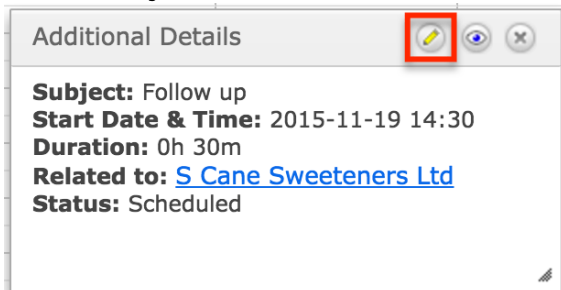 Additional Details
Subject: Follow up
Start Date & Time: 2015-11-19 14:30
Duration: 0h 30m
Related to: S Cane Sweeteners Ltd
Status: Scheduled